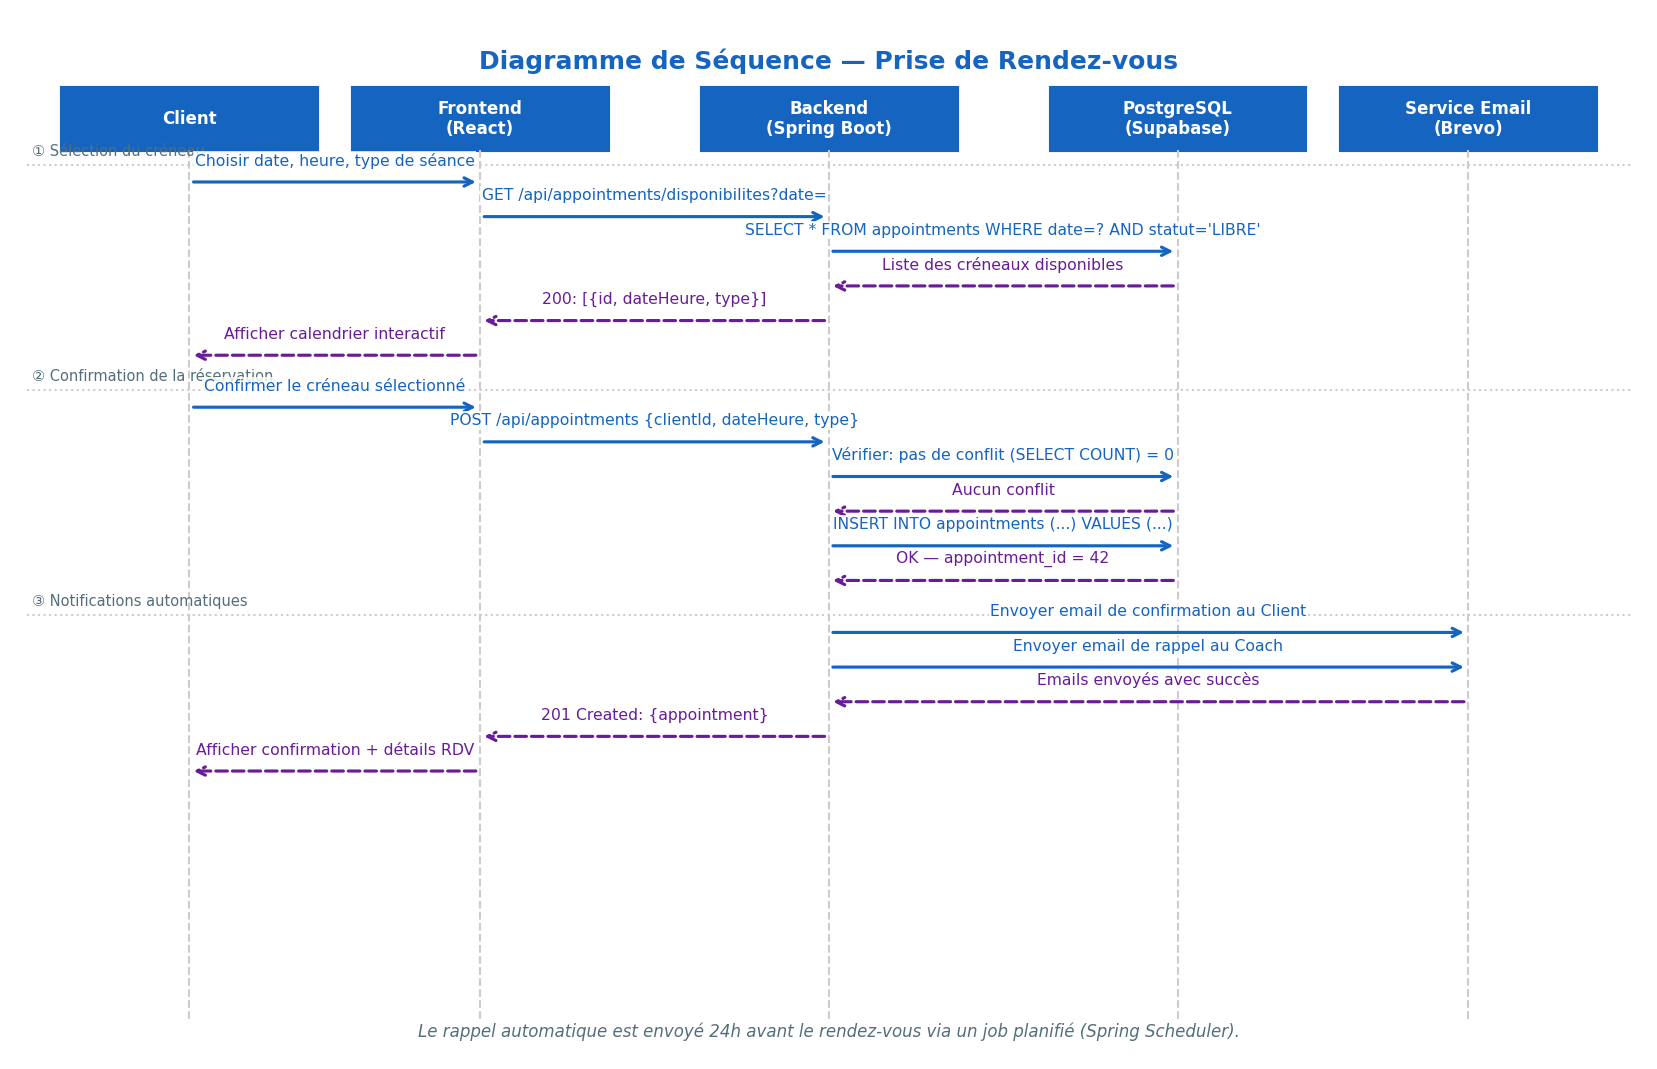 Diagramme de Séquence — Prise de Rendez-vous
Client
Frontend
(React)
Backend
(Spring Boot)
PostgreSQL
(Supabase)
Service Email
(Brevo)
① Sélection du créneau
Choisir date, heure, type de séance
GET /api/appointments/disponibilites?date=
SELECT * FROM appointments WHERE date=? AND statut='LIBRE'
Liste des créneaux disponibles
200: [{id, dateHeure, type}]
Afficher calendrier interactif
② Confirmation de la réservation
Confirmer le créneau sélectionné
POST /api/appointments {clientId, dateHeure, type}
Vérifier: pas de conflit (SELECT COUNT) = 0
Aucun conflit
INSERT INTO appointments (...) VALUES (...)
OK — appointment_id = 42
③ Notifications automatiques
Envoyer email de confirmation au Client
Envoyer email de rappel au Coach
Emails envoyés avec succès
201 Created: {appointment}
Afficher confirmation + détails RDV
Le rappel automatique est envoyé 24h avant le rendez-vous via un job planifié (Spring Scheduler).